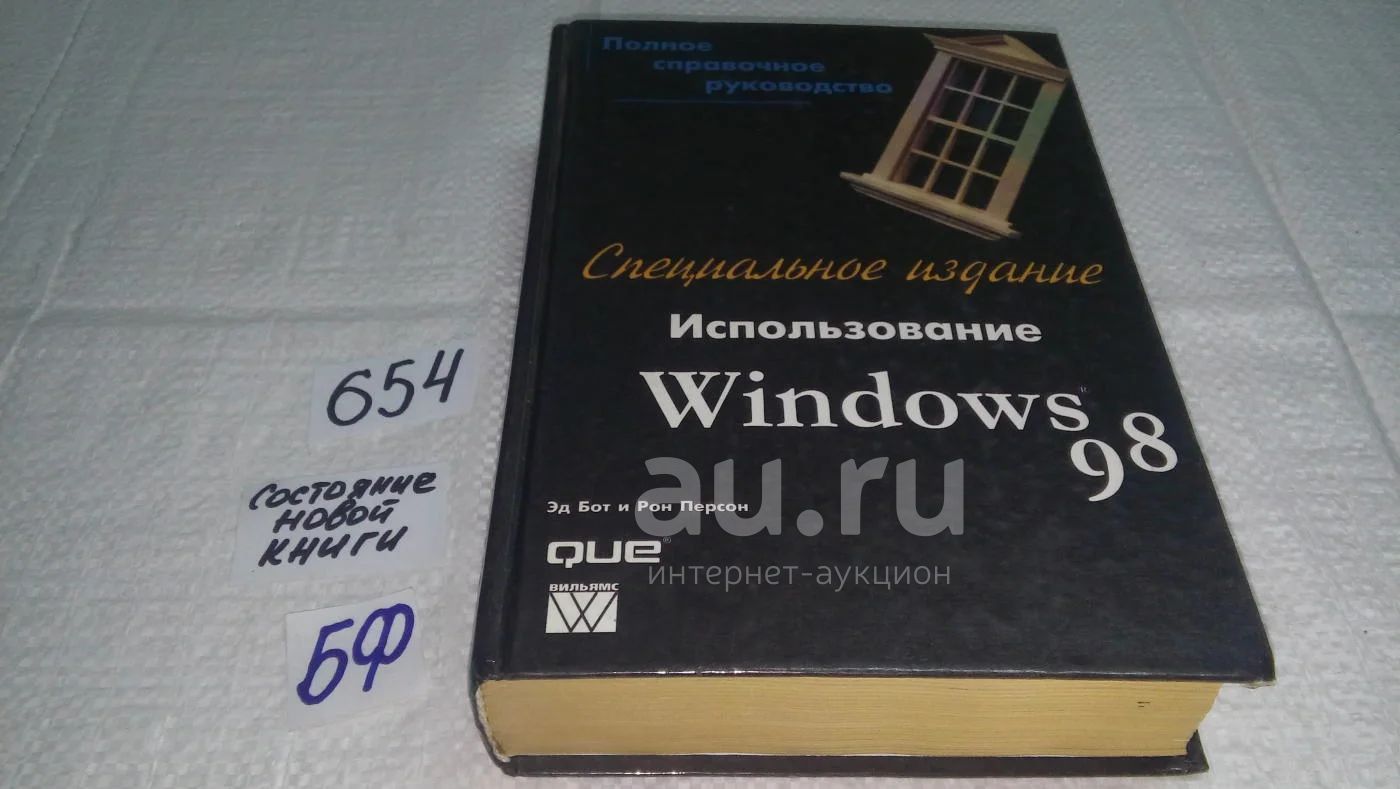 Полное
справочное
руководство
Специальное издание
Использование
Windows®
98
Эд Бот и Рон Персон
que®
ВИЛЬЯМС
W
654
Состояние
новой
книги
БФ
au.ru
интернет-аукцион